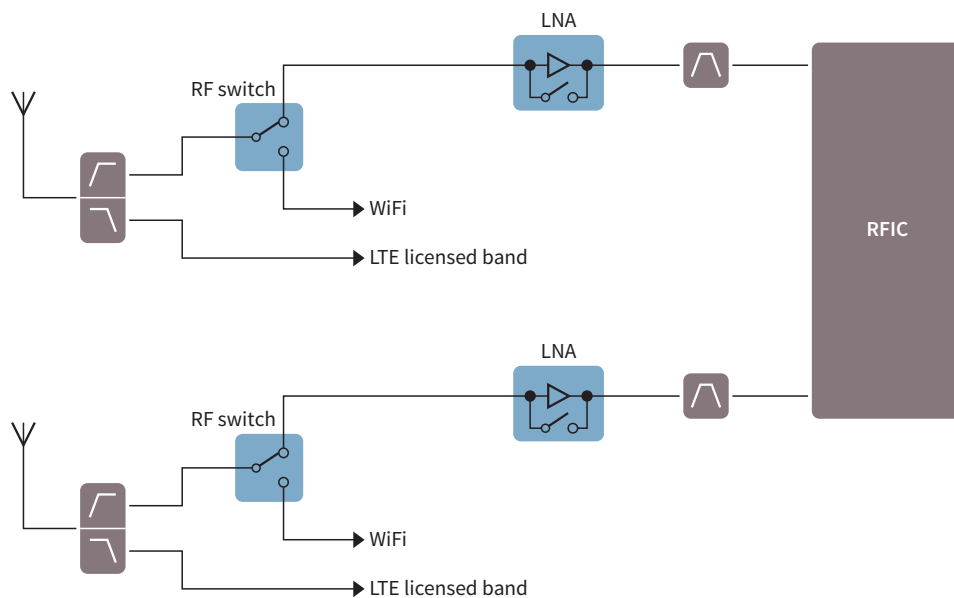 LNA
RF switch
WiFi
LTE licensed band
RFIC
LNA
RF switch
WiFi
LTE licensed band